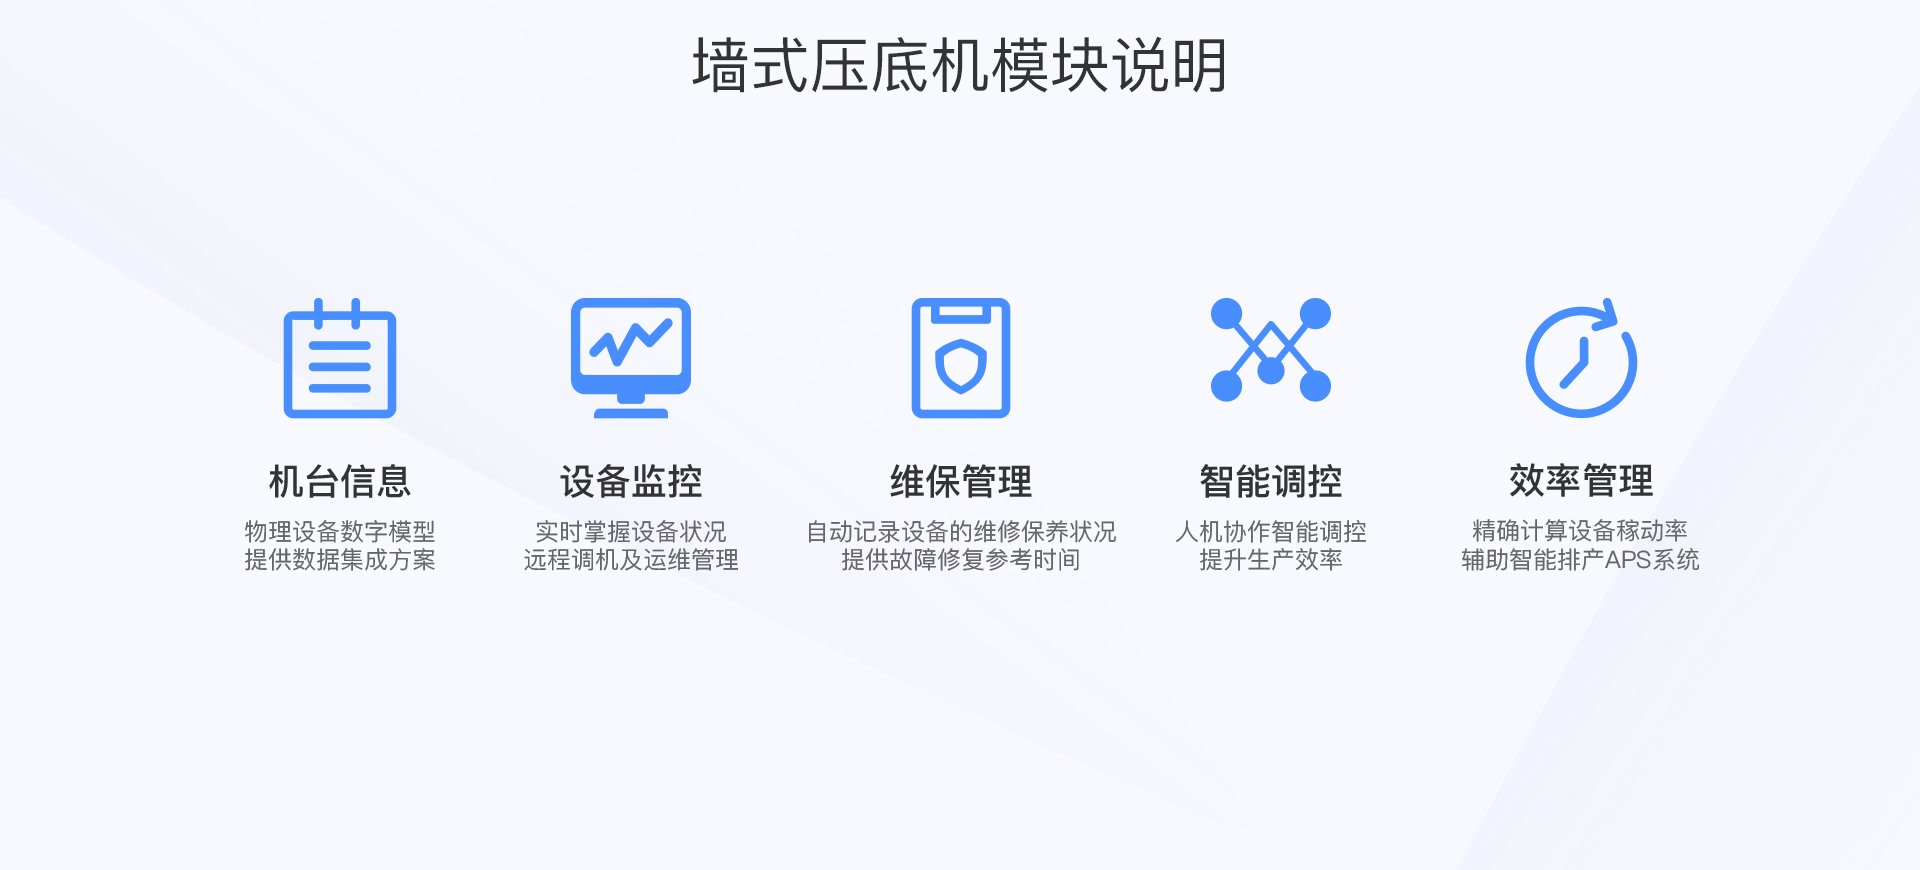 墙式压底机模块说明
机台信息
物理设备数字模型
提供数据集成方案
设备监控
实时掌握设备状况
远程调机及运维管理
维保管理
自动记录设备的维修保养状况
提供故障修复参考时间
智能调控
人机协作智能调控
提升生产效率
效率管理
精确计算设备稼动率
辅助智能排产APS系统